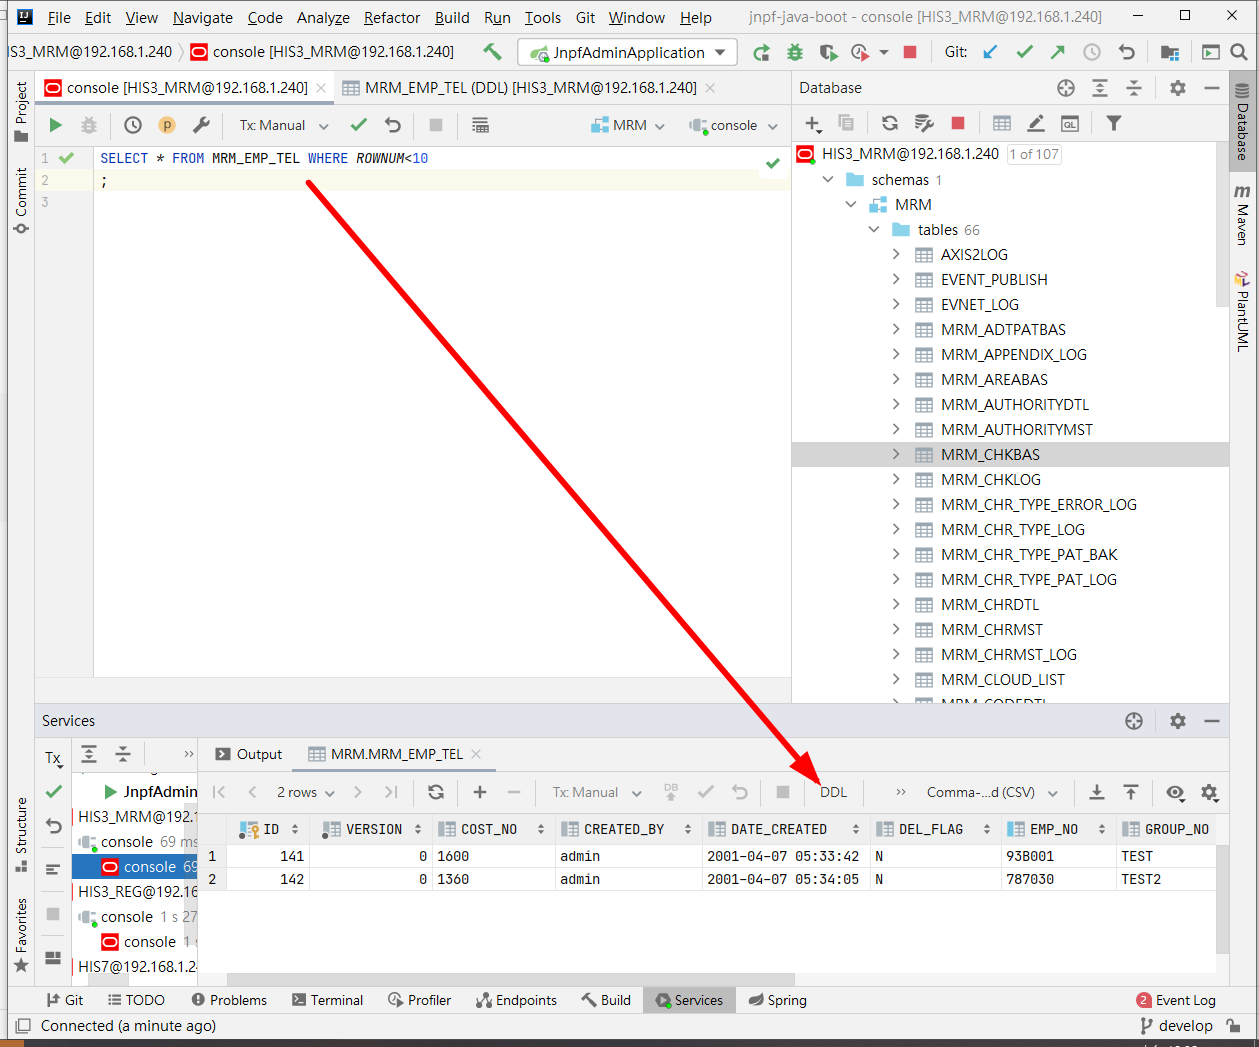 File Edit View Navigate Code Analyze Refactor Build Run Tools Git Window Help jnpf-java-boot - console [HIS3_MRM@192.168.1.240]
IS3_MRM@192.168.1.240 console [HIS3_MRM@192.168.1.240] JnpfAdminApplication Git:
console [HIS3_MRM@192.168.1.240] MRM_EMP_TEL (DDL) [HIS3_MRM@192.168.1.240] Database
Tx: Manual MRM console
1 SELECT * FROM MRM_EMP_TEL WHERE ROWNUM<10
2 ;
3
Project
Commit
Structure
Favorites
HIS3_MRM@192.168.1.240 1 of 107
schemas 1
MRM
tables 66
AXIS2LOG
EVENT_PUBLISH
EVNET_LOG
MRM_ADTPATBAS
MRM_APPENDIX_LOG
MRM_AREABAS
MRM_AUTHORITYDTL
MRM_AUTHORITYMST
MRM_CHKBAS
MRM_CHKLOG
MRM_CHR_TYPE_ERROR_LOG
MRM_CHR_TYPE_LOG
MRM_CHR_TYPE_PAT_BAK
MRM_CHR_TYPE_PAT_LOG
MRM_CHRDTL
MRM_CHRMST
MRM_CHRMST_LOG
MRM_CLOUD_LIST
MRM_CODEDTL
Database
Maven
PlantUML
Services
Tx
JnpfAdmin
HIS3_MRM@192.1
console 69 ms
console 69
HIS3_REG@192.16
console 1 s 27
console 1 s
HIS7@192.168.1.2
Output MRM.MRM_EMP_TEL
2 rows Tx: Manual DB DDL Comma-...d (CSV)
ID VERSION COST_NO CREATED_BY DATE_CREATED DEL_FLAG EMP_NO GROUP_NO
1 141 0 1600 admin 2001-04-07 05:33:42 N 93B001 TEST
2 142 0 1360 admin 2001-04-07 05:34:05 N 787030 TEST2
Git TODO Problems Terminal Profiler Endpoints Build Services Spring 2 Event Log
Connected (a minute ago) develop